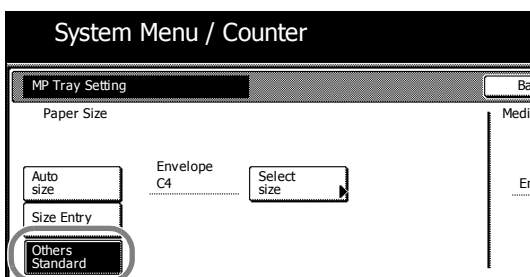 System Menu / Counter
MP Tray Setting
Paper Size
Auto
size
Envelope
C4
Select
size
Size Entry
Others
Standard